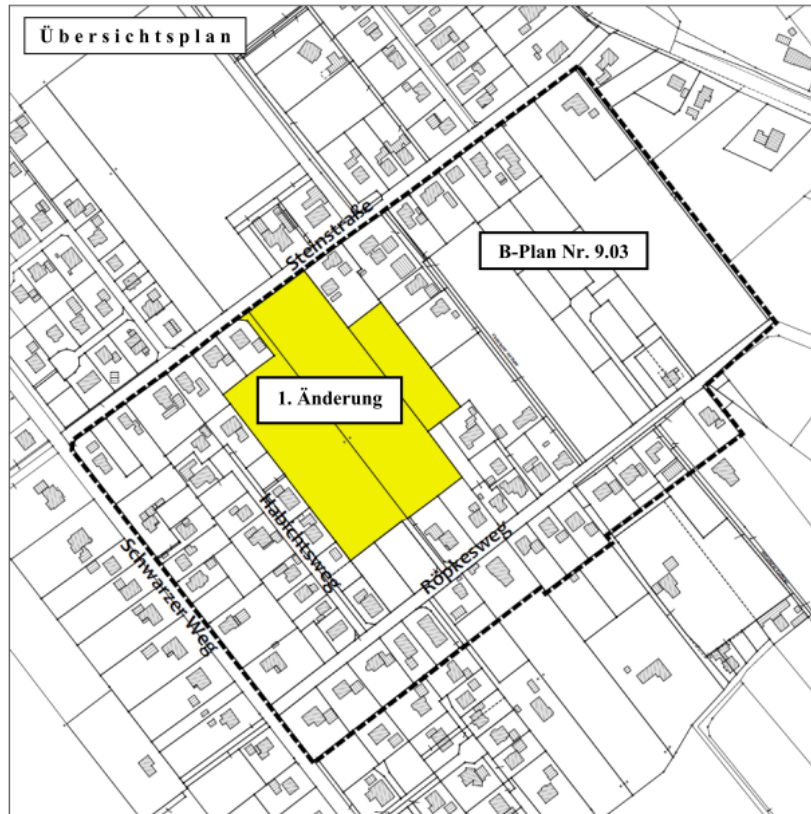 Übersichtsplan
Steinstraße
B-Plan Nr. 9.03
1. Änderung
Habichtsweg
Röpkesweg
Schwarzer Weg